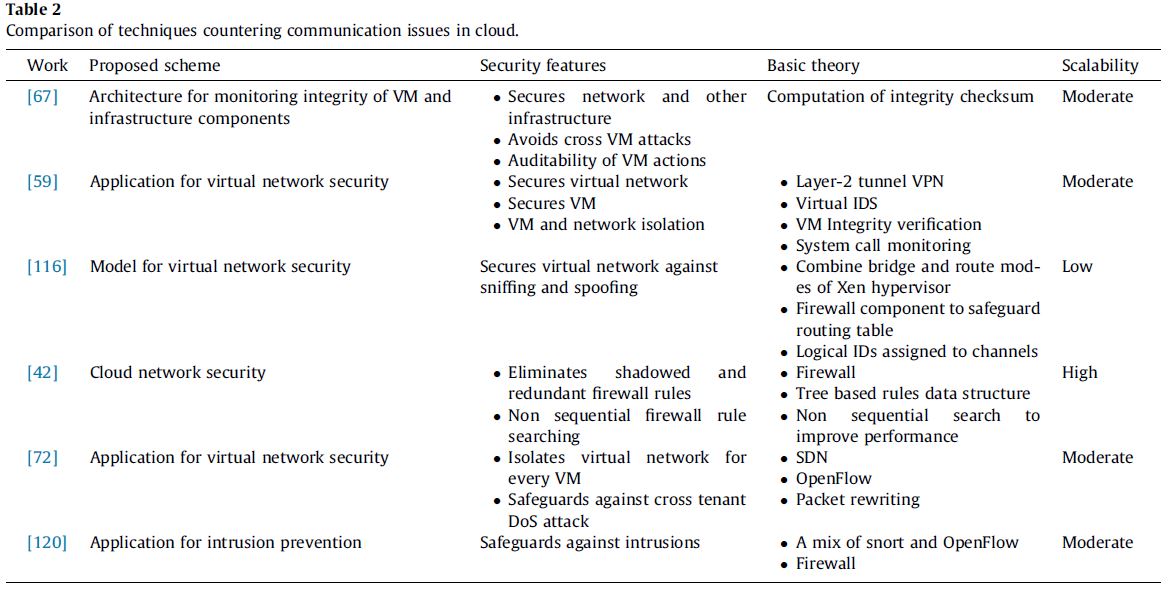 Table 2
Comparison of techniques countering communication issues in cloud.
Work Proposed scheme Security features Basic theory Scalability
[67] Architecture for monitoring integrity of VM and • Secures network and other Computation of integrity checksum Moderate
infrastructure components infrastructure
• Avoids cross VM attacks
• Auditability of VM actions
[59] Application for virtual network security • Secures virtual network • Layer-2 tunnel VPN Moderate
• Secures VM • Virtual IDS
• VM and network isolation • VM Integrity verification
• System call monitoring
[116] Model for virtual network security Secures virtual network against • Combine bridge and route mod- Low
sniffing and spoofing es of Xen hypervisor
• Firewall component to safeguard
routing table
• Logical IDs assigned to channels
[42] Cloud network security • Eliminates shadowed and • Firewall High
redundant firewall rules • Tree based rules data structure
• Non sequential firewall rule • Non sequential search to
searching improve performance
[72] Application for virtual network security • Isolates virtual network for • SDN Moderate
every VM • OpenFlow
• Safeguards against cross tenant • Packet rewriting
DoS attack
[120] Application for intrusion prevention Safeguards against intrusions • A mix of snort and OpenFlow Moderate
• Firewall